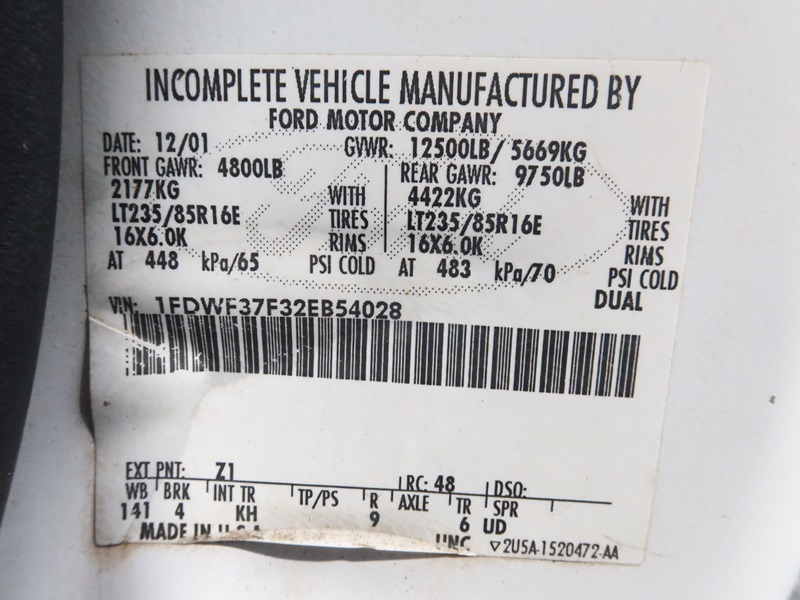 INCOMPLETE VEHICLE MANUFACTURED BY
FORD MOTOR COMPANY
DATE: 12/01 GVWR: 12500LB/ 5669KG
FRONT GAWR: 4800LB REAR GAWR: 9750LB
2177KG WITH 4422KG WITH
LT235/85R16E TIRES LT235/85R16E TIRES
16X6.0K RIMS 16X6.0K RIMS
AT 448 kPa/65 PSI COLD AT 483 kPa/70 PSI COLD
DUAL
VIN: 1FDWF37F32EB54028
EXT PNT: Z1 RC: 48 DSO:
WB BRK INT TR TP/PS R AXLE TR SPR
141 4 KH 9 6 UD
MADE IN U.S.A. UNC 2U5A-1520472-AA